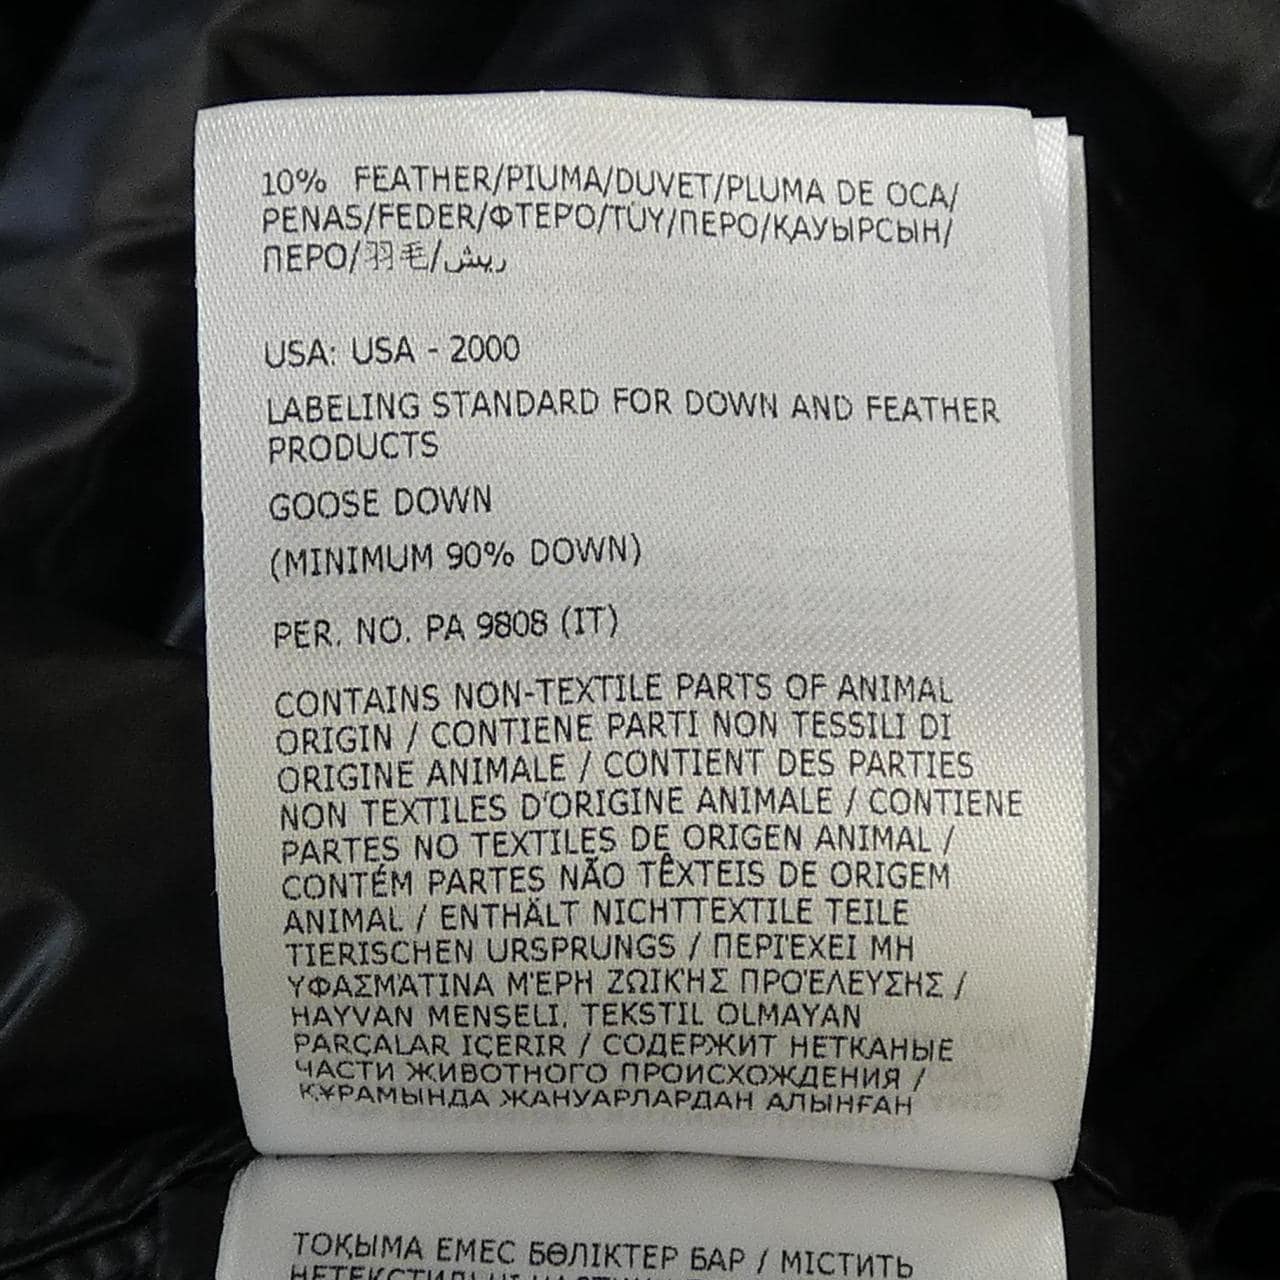 10% FEATHER/PIUMA/DUVET/PLUMA DE OCA/
PENAS/FEDER/ΦΤΕΡΌ/TÜY/ПЕРО/ҚАУЫРСЫН/
ПЕРО/羽毛/ريش
USA: USA - 2000
LABELING STANDARD FOR DOWN AND FEATHER
PRODUCTS
GOOSE DOWN
(MINIMUM 90% DOWN)
PER. NO. PA 9808 (IT)
CONTAINS NON-TEXTILE PARTS OF ANIMAL
ORIGIN / CONTIENE PARTI NON TESSILI DI
ORIGINE ANIMALE / CONTIENT DES PARTIES
NON TEXTILES D'ORIGINE ANIMALE / CONTIENE
PARTES NO TEXTILES DE ORIGEN ANIMAL /
CONTÉM PARTES NÃO TÊXTEIS DE ORIGEM
ANIMAL / ENTHÄLT NICHTTEXTILE TEILE
TIERISCHEN URSPRUNGS / ΠΕΡΙΈΧΕΙ ΜΗ
ΥΦΑΣΜΆΤΙΝΑ ΜΈΡΗ ΖΩΙΚΉΣ ΠΡΟΈΛΕΥΣΗΣ /
HAYVAN MENŞELI, TEKSTIL OLMAYAN
PARÇALAR IÇERIR / СОДЕРЖИТ НЕТКАНЫЕ
ЧАСТИ ЖИВОТНОГО ПРОИСХОЖДЕНИЯ /
ҚҰРАМЫНДА ЖАНУАРЛАРДАН АЛЫНҒАН
ТОҚЫМА ЕМЕС БӨЛІКТЕР БАР / МІСТИТЬ